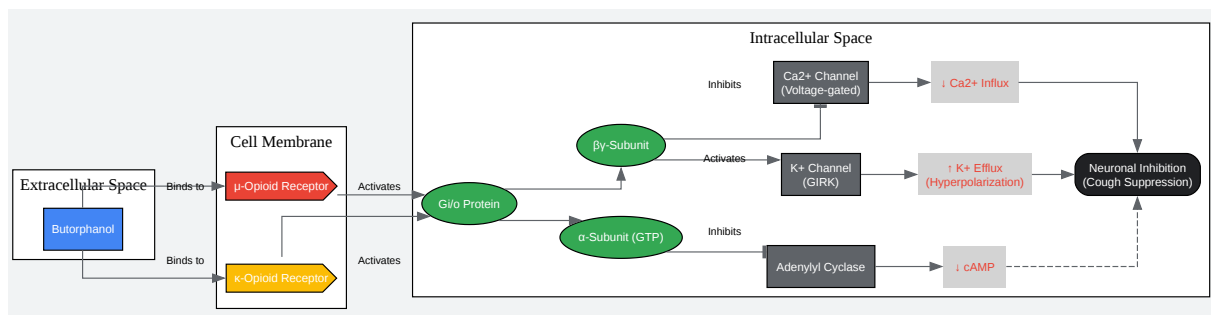 Extracellular Space
Butorphanol
Binds to
Binds to
Cell Membrane
μ-Opioid Receptor
κ-Opioid Receptor
Activates
Activates
Intracellular Space
Gi/o Protein
βγ-Subunit
α-Subunit (GTP)
Inhibits
Activates
Inhibits
Ca2+ Channel
(Voltage-gated)
K+ Channel
(GIRK)
Adenylyl Cyclase
↓ Ca2+ Influx
↑ K+ Efflux
(Hyperpolarization)
↓ cAMP
Neuronal Inhibition
(Cough Suppression)